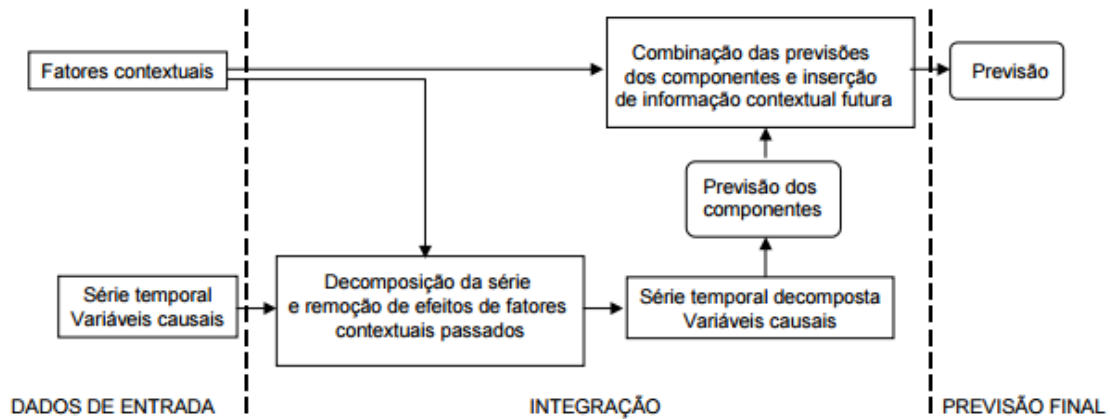 Fatores contextuais
Combinação das previsões
dos componentes e inserção
de informação contextual futura
Previsão
Previsão dos
componentes
Série temporal
Variáveis causais
Decomposição da série
e remoção de efeitos de fatores
contextuais passados
Série temporal decomposta
Variáveis causais
DADOS DE ENTRADA
INTEGRAÇÃO
PREVISÃO FINAL